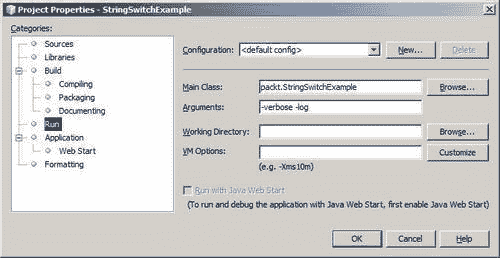 Project Properties - StringSwitchExample
Categories:
Sources
Libraries
Build
Compiling
Packaging
Documenting
Run
Application
Web Start
Formatting
Configuration: <default config> New... Delete
Main Class: packt.StringSwitchExample Browse...
Arguments: -verbose -log
Working Directory: Browse...
VM Options: Customize
(e.g. -Xms10m)
Run with Java Web Start
(To run and debug the application with Java Web Start, first enable Java Web Start)
OK Cancel Help